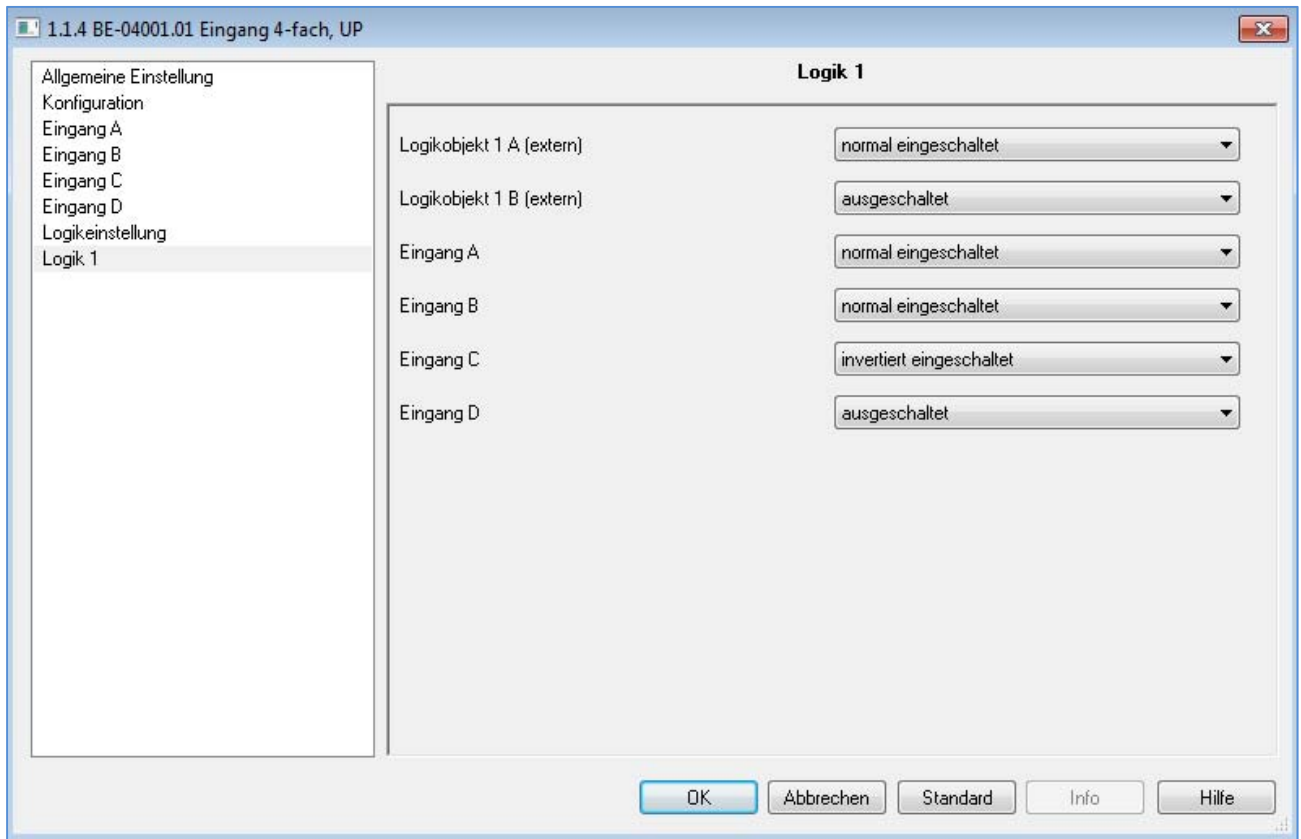 1.1.4 BE-04001.01 Eingang 4-fach, UP
Allgemeine Einstellung
Konfiguration
Eingang A
Eingang B
Eingang C
Eingang D
Logikeinstellung
Logik 1
Logik 1
Logikobjekt 1 A (extern) normal eingeschaltet
Logikobjekt 1 B (extern) ausgeschaltet
Eingang A normal eingeschaltet
Eingang B normal eingeschaltet
Eingang C invertiert eingeschaltet
Eingang D ausgeschaltet
OK Abbrechen Standard Info Hilfe